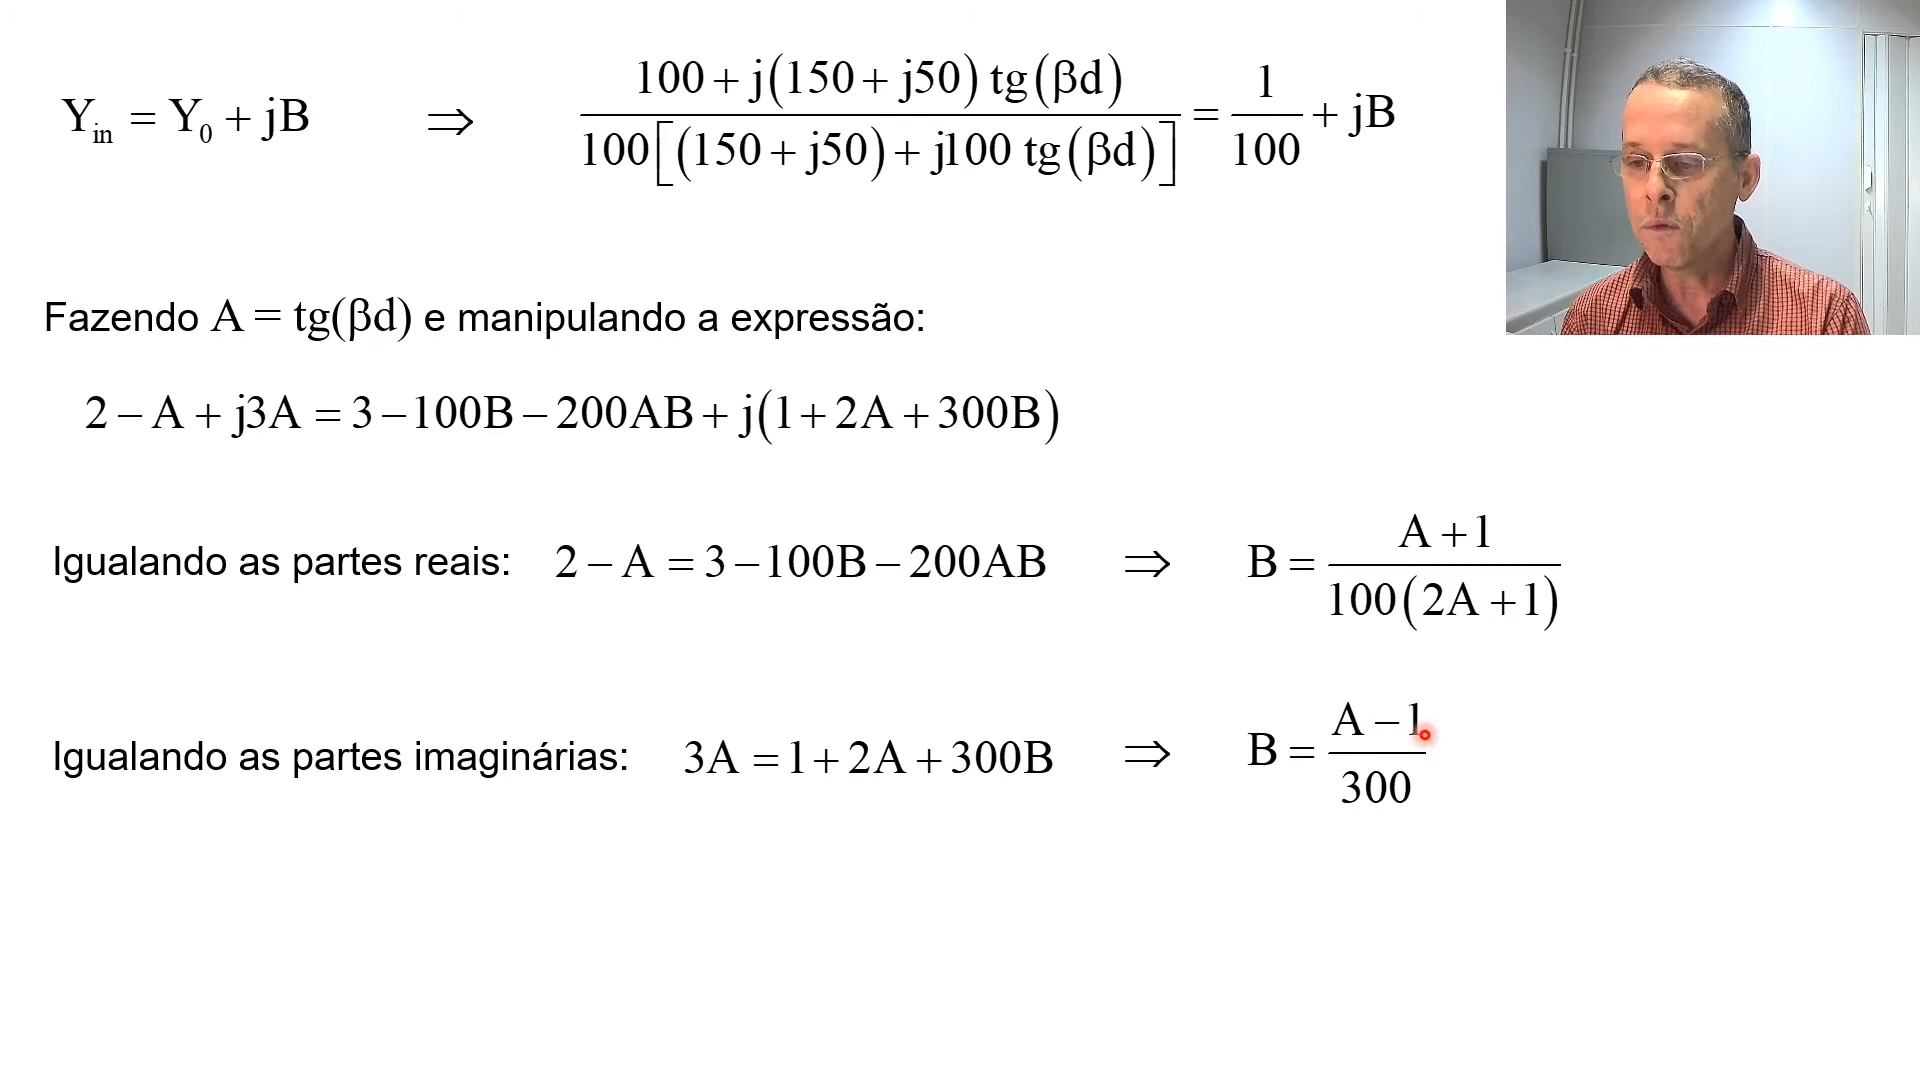 Y_in = Y_0 + jB ⇒ (100 + j(150 + j50) tg(βd)) / (100[(150 + j50) + j100 tg(βd)]) = 1/100 + jB
Fazendo A = tg(βd) e manipulando a expressão:
2 − A + j3A = 3 − 100B − 200AB + j(1 + 2A + 300B)
Igualando as partes reais: 2 − A = 3 − 100B − 200AB ⇒ B = (A + 1) / (100(2A + 1))
Igualando as partes imaginárias: 3A = 1 + 2A + 300B ⇒ B = (A − 1) / 300